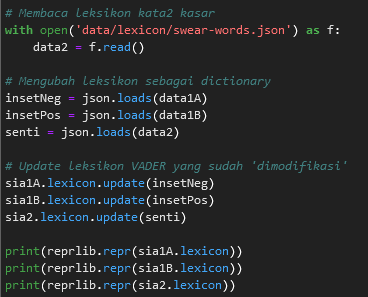 # Membaca leksikon kata2 kasar
with open('data/lexicon/swear-words.json') as f:
    data2 = f.read()
# Mengubah leksikon sebagai dictionary
insetNeg = json.loads(data1A)
insetPos = json.loads(data1B)
senti = json.loads(data2)
# Update leksikon VADER yang sudah 'dimodifikasi'
sia1A.lexicon.update(insetNeg)
sia1B.lexicon.update(insetPos)
sia2.lexicon.update(senti)
print(reprlib.repr(sia1A.lexicon))
print(reprlib.repr(sia1B.lexicon))
print(reprlib.repr(sia2.lexicon))